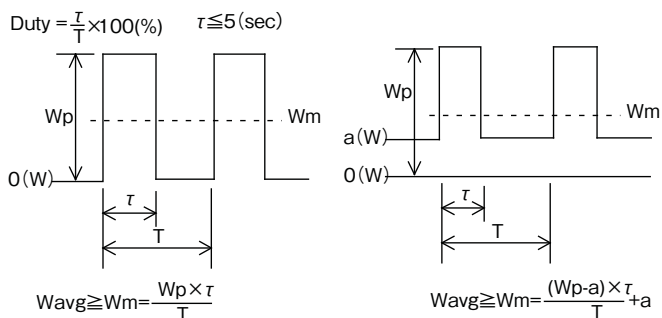 Duty = τ/T ×100(%)    τ≦5(sec)
Wp
Wm
0(W)
τ
T
Wavg≧Wm= Wp×τ/T
Wp
Wm
a(W)
0(W)
τ
T
Wavg≧Wm= (Wp-a)×τ/T +a